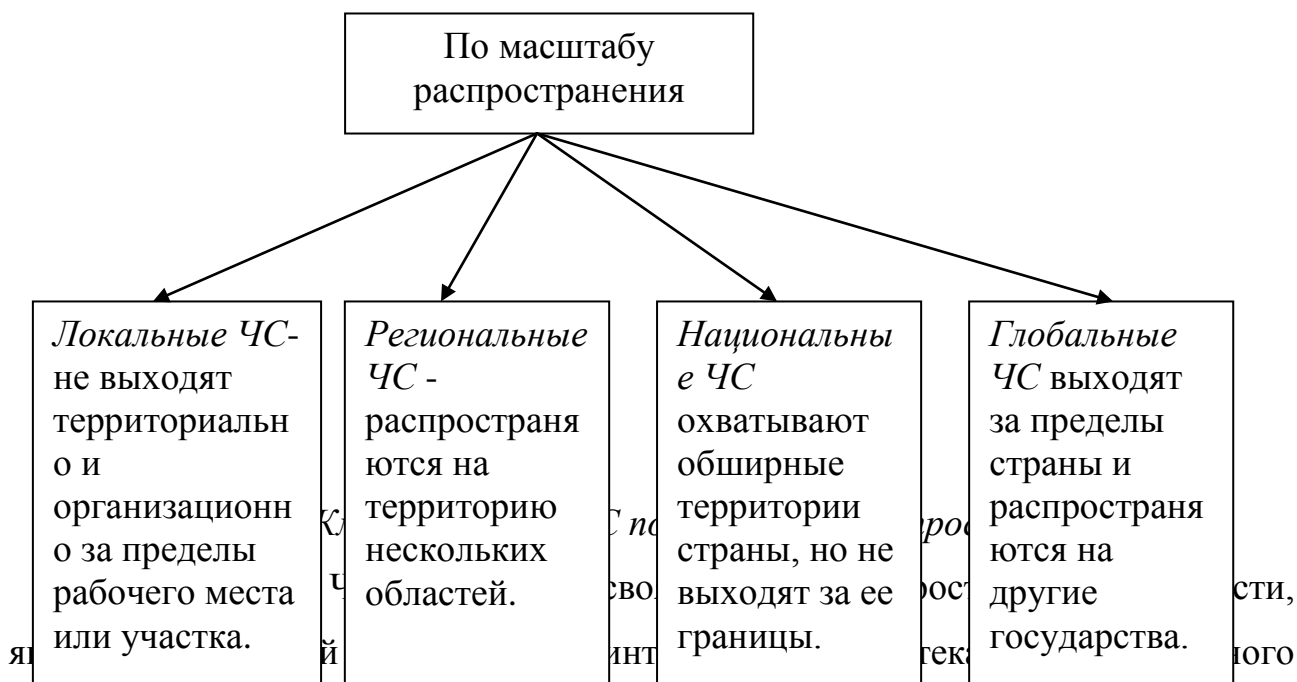 По масштабу
распространения
Локальные ЧС-
не выходят
территориальн
о и
организационн
о за пределы
рабочего места
или участка.
Региональные
ЧС -
распространя
ются на
территорию
нескольких
областей.
Национальны
е ЧС
охватывают
обширные
территории
страны, но не
выходят за ее
границы.
Глобальные
ЧС выходят
за пределы
страны и
распространя
ются на
другие
государства.